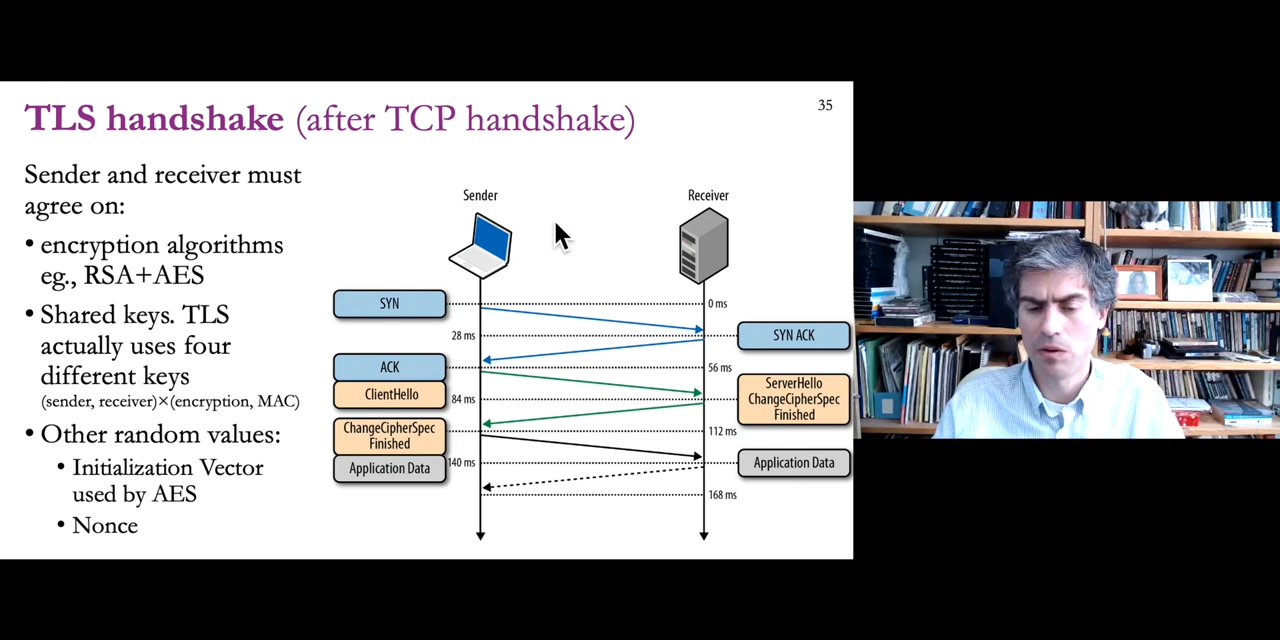 TLS handshake (after TCP handshake)
35
Sender and receiver must
agree on:
• encryption algorithms
eg., RSA+AES
• Shared keys. TLS
actually uses four
different keys
(sender, receiver)×(encryption, MAC)
• Other random values:
• Initialization Vector
used by AES
• Nonce
Sender
Receiver
SYN
0 ms
28 ms
SYN ACK
ACK
56 ms
ClientHello
84 ms
ServerHello
ChangeCipherSpec
Finished
ChangeCipherSpec
Finished
112 ms
Application Data
140 ms
Application Data
168 ms